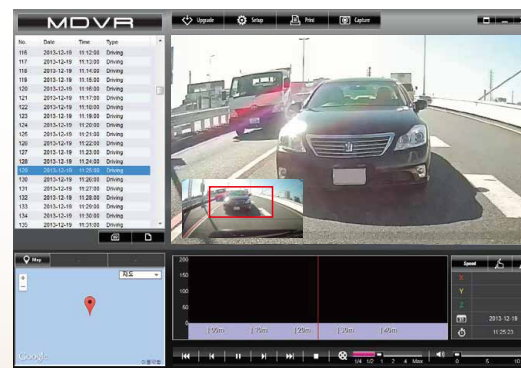 MDVR
Upgrade Setup Print Capture
No. Date Time Type
116 2013-12-19 11:12:00 Driving
117 2013-12-19 11:13:00 Driving
118 2013-12-19 11:14:00 Driving
119 2013-12-19 11:15:00 Driving
120 2013-12-19 11:16:00 Driving
121 2013-12-19 11:17:00 Driving
122 2013-12-19 11:18:00 Driving
123 2013-12-19 11:19:00 Driving
124 2013-12-19 11:20:00 Driving
125 2013-12-19 11:21:00 Driving
126 2013-12-19 11:22:00 Driving
127 2013-12-19 11:23:00 Driving
128 2013-12-19 11:24:00 Driving
129 2013-12-19 11:25:00 Driving
130 2013-12-19 11:26:00 Driving
131 2013-12-19 11:27:00 Driving
132 2013-12-19 11:28:00 Driving
133 2013-12-19 11:29:00 Driving
134 2013-12-19 11:30:00 Driving
135 2013-12-19 11:31:00 Driving
Map
지도
Google
이용약관
200
150
100
50
0
Speed
X
Y
Z
2013-12-19
11:25:23
1/4 1/2 1 2 4 Max
0 5 10